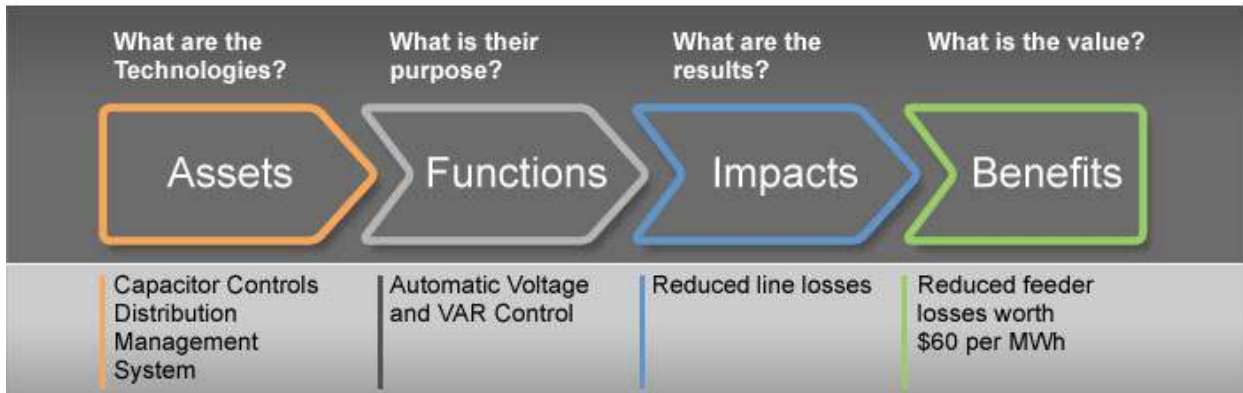 What are the
Technologies?
What is their
purpose?
What are the
results?
What is the value?
Assets
Functions
Impacts
Benefits
Capacitor Controls
Distribution
Management
System
Automatic Voltage
and VAR Control
Reduced line losses
Reduced feeder
losses worth
$60 per MWh